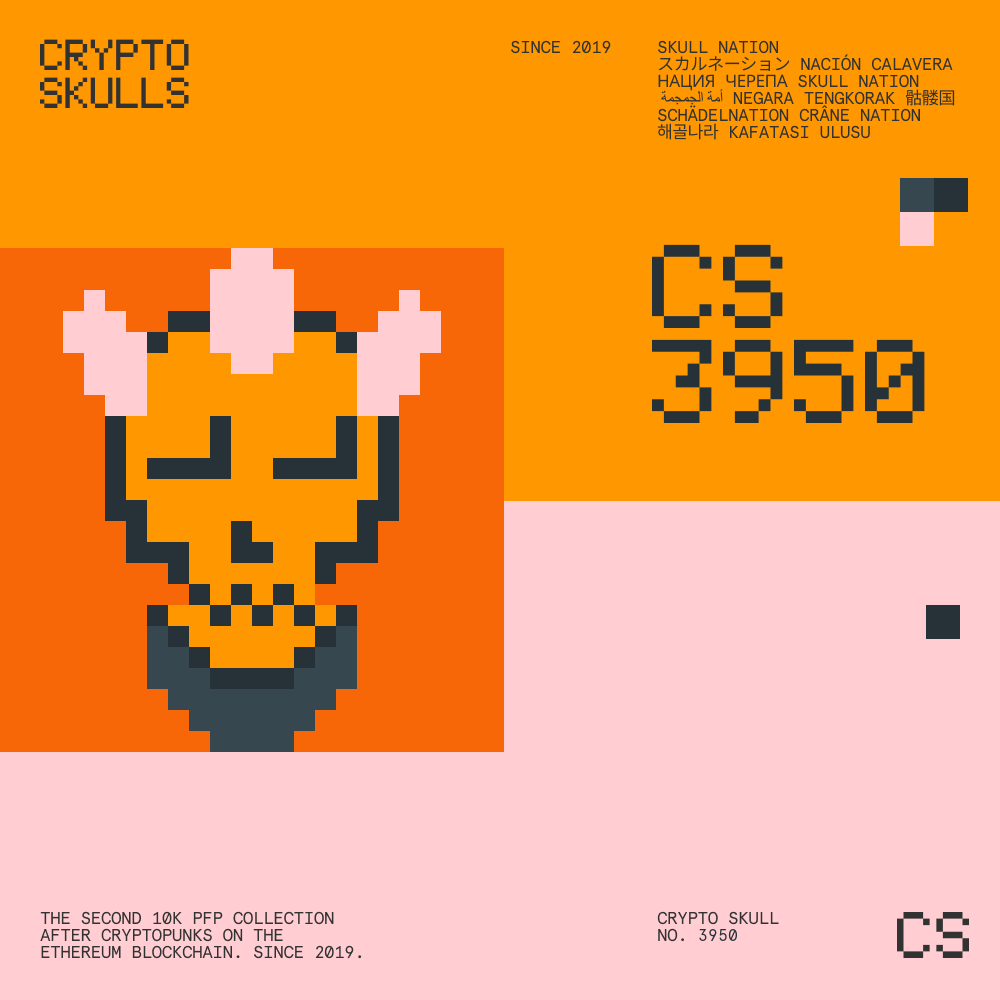 CRYPTO
SKULLS
SINCE 2019
SKULL NATION
スカルネーション NACIÓN CALAVERA
НАЦИЯ ЧЕРЕПА SKULL NATION
أمة الجمجمة NEGARA TENGKORAK 骷髅国
SCHÄDELNATION CRÂNE NATION
해골나라 KAFATASI ULUSU
CS
3950
THE SECOND 10K PFP COLLECTION
AFTER CRYPTOPUNKS ON THE
ETHEREUM BLOCKCHAIN. SINCE 2019.
CRYPTO SKULL
NO. 3950
CS